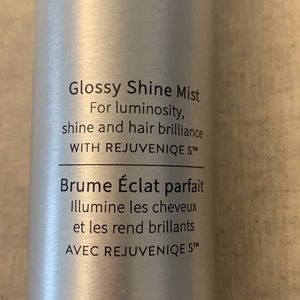 Glossy Shine Mist
For luminosity,
shine and hair brilliance
WITH REJUVENIQE S™
Brume Éclat parfait
Illumine les cheveux
et les rend brillants
AVEC REJUVENIQE S™